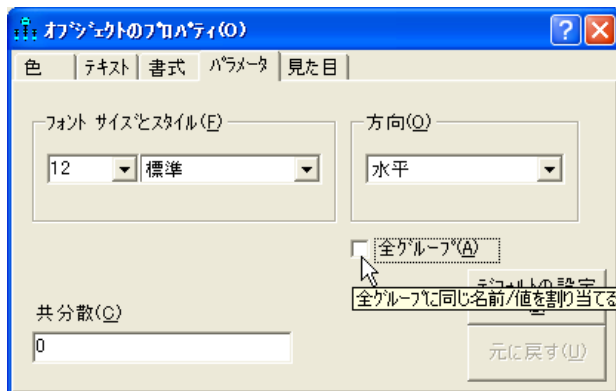 ｵﾌﾞｼﾞｪｸﾄのﾌﾟﾛﾊﾟﾃｨ(O)
色 テキスト 書式 ﾊﾟﾗﾒｰﾀ 見た目
ﾌｫﾝﾄ ｻｲｽﾞとｽﾀｲﾙ(F) 方向(O)
12 標準 水平
全ｸﾞﾙｰﾌﾟ(A)
全ｸﾞﾙｰﾌﾟに同じ名前/値を割り当てる
共分散(C)
0
元に戻す(U)